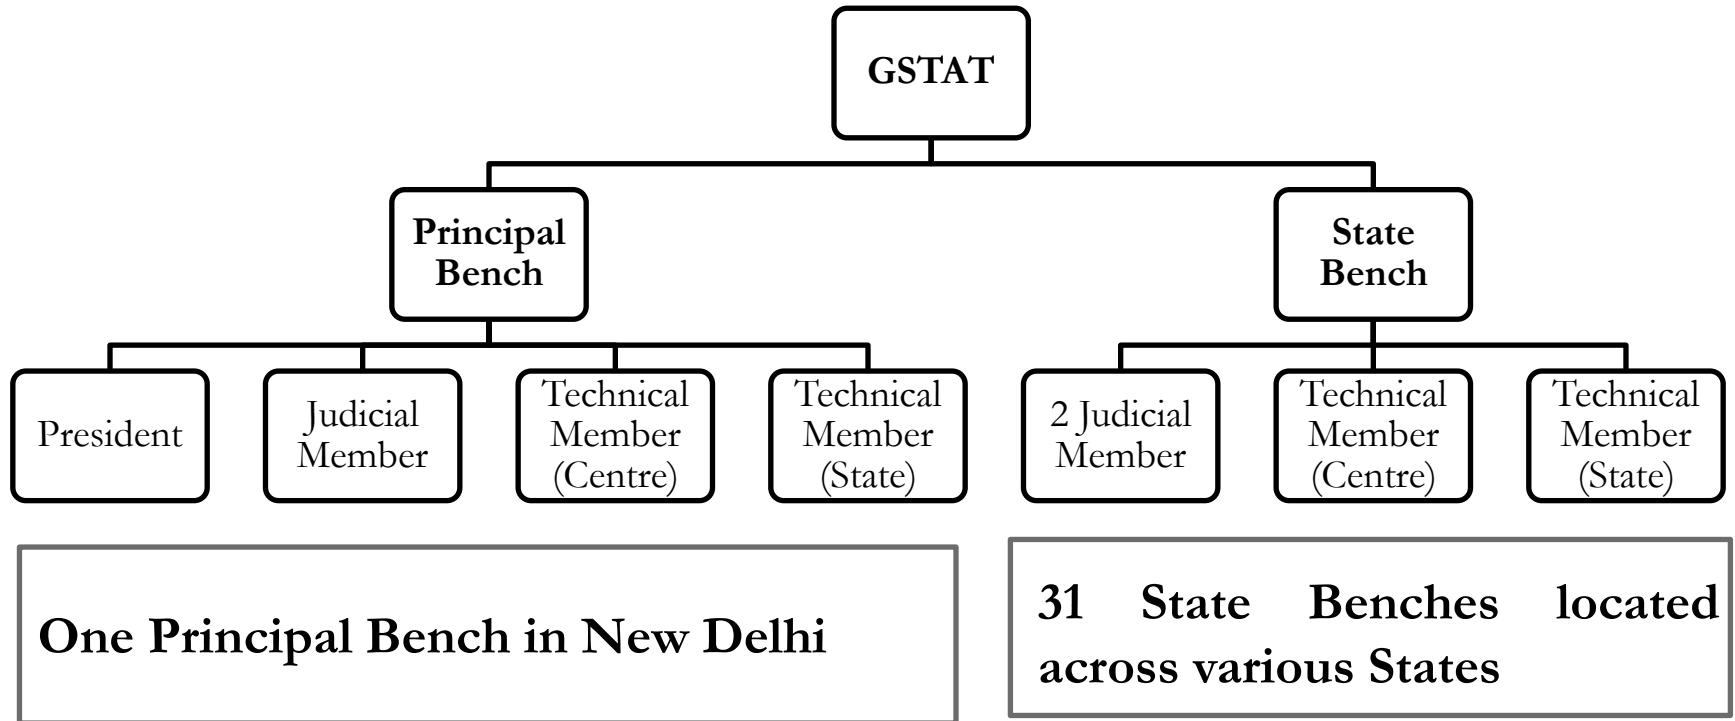 GSTAT
Principal
Bench
State
Bench
President
Judicial
Member
Technical
Member
(Centre)
Technical
Member
(State)
2 Judicial
Member
Technical
Member
(Centre)
Technical
Member
(State)
One Principal Bench in New Delhi
31 State Benches located
across various States